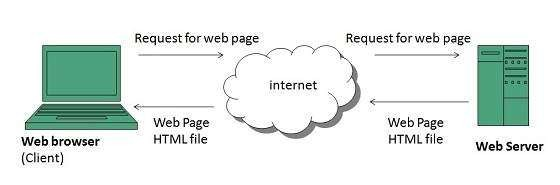 Request for web page
Request for web page
internet
Web Page
HTML file
Web Page
HTML file
Web browser
(Client)
Web Server